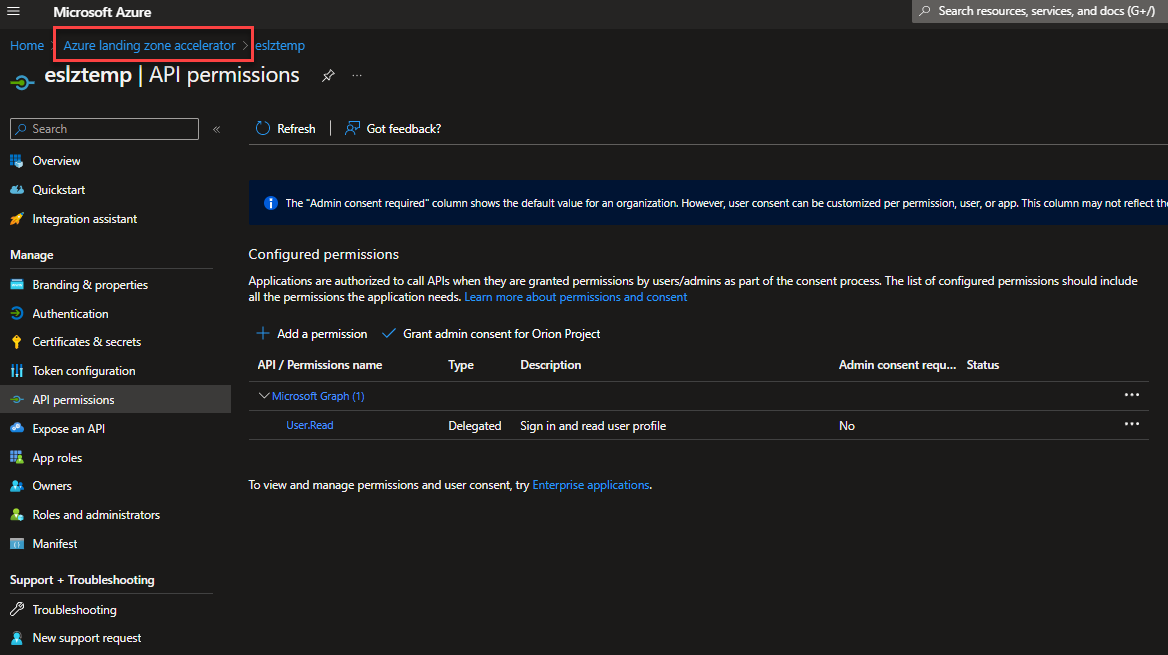 Microsoft Azure
Search resources, services, and docs (G+/)
Home > Azure landing zone accelerator > eslztemp
eslztemp | API permissions
Search
Refresh
Got feedback?
Overview
Quickstart
Integration assistant
Manage
Branding & properties
Authentication
Certificates & secrets
Token configuration
API permissions
Expose an API
App roles
Owners
Roles and administrators
Manifest
Support + Troubleshooting
Troubleshooting
New support request
The "Admin consent required" column shows the default value for an organization. However, user consent can be customized per permission, user, or app. This column may not reflect the
Configured permissions
Applications are authorized to call APIs when they are granted permissions by users/admins as part of the consent process. The list of configured permissions should include
all the permissions the application needs. Learn more about permissions and consent
Add a permission
Grant admin consent for Orion Project
API / Permissions name Type Description Admin consent requ... Status
Microsoft Graph (1)
User.Read Delegated Sign in and read user profile No
To view and manage permissions and user consent, try Enterprise applications.